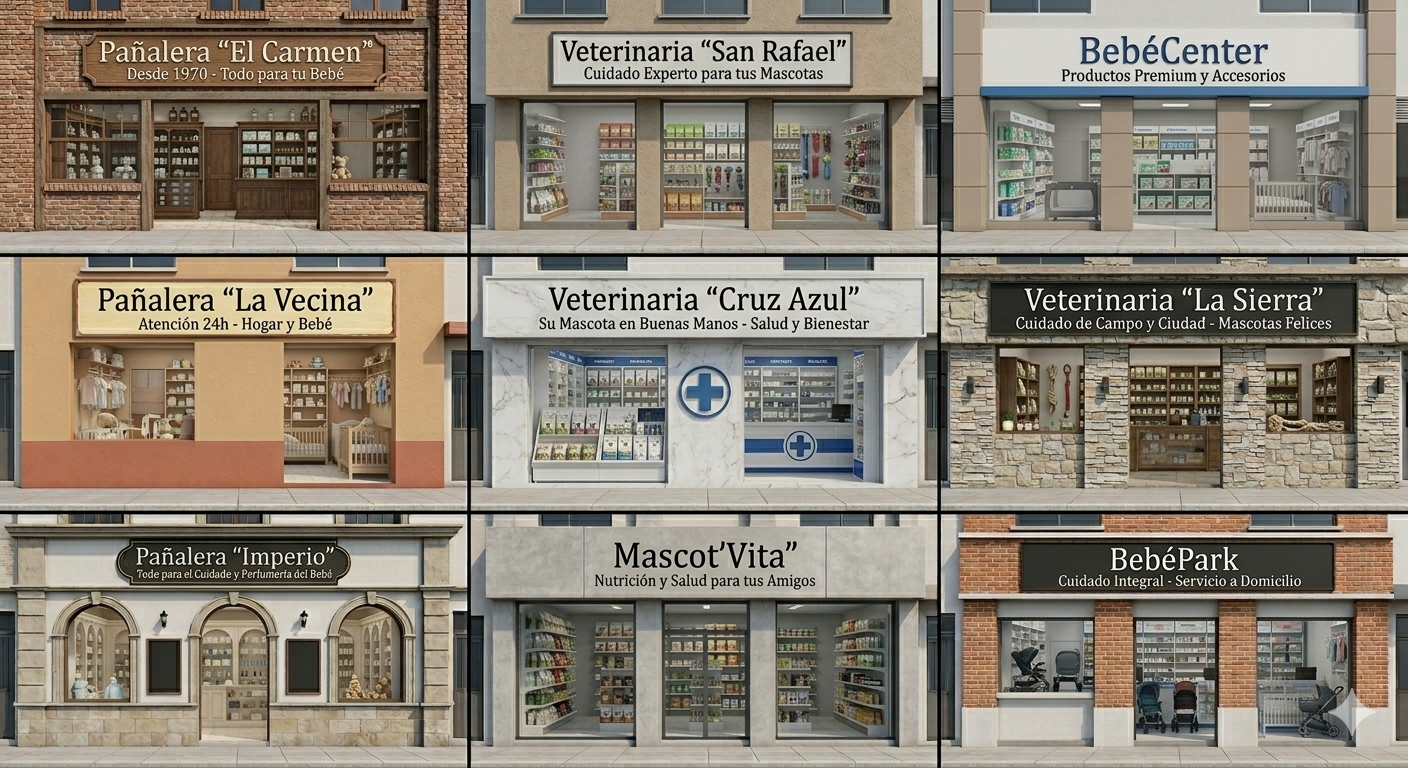 Pañalera “El Carmen”
Desde 1970 - Todo para tu Bebé
Veterinaria “San Rafael”
Cuidado Experto para tus Mascotas
BebéCenter
Productos Premium y Accesorios
Pañalera “La Vecina”
Atención 24h - Hogar y Bebé
Veterinaria “Cruz Azul”
Su Mascota en Buenas Manos - Salud y Bienestar
Veterinaria “La Sierra”
Cuidado de Campo y Ciudad - Mascotas Felices
Pañalera “Imperio”
Tode para el Cuidade y Perfumería del Bebé
Mascot’Vita”
Nutrición y Salud para tus Amigos
BebéPark
Cuidado Integral - Servicio a Domicilio